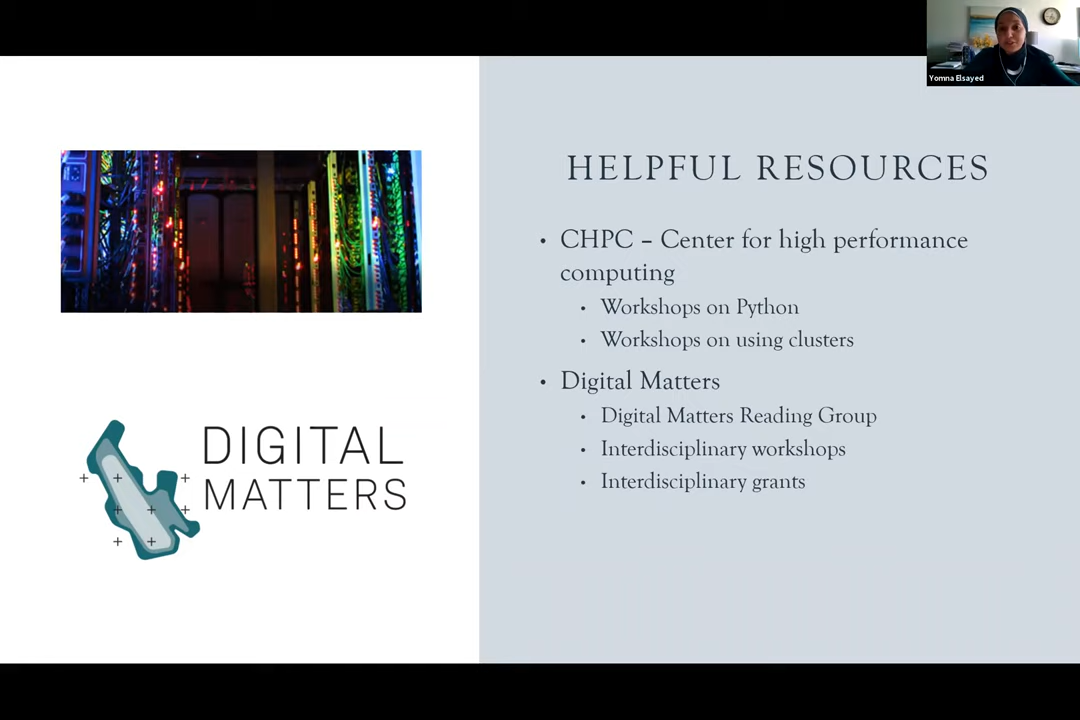 Yomna Elsayed
HELPFUL RESOURCES
• CHPC – Center for high performance
computing
• Workshops on Python
• Workshops on using clusters
• Digital Matters
• Digital Matters Reading Group
• Interdisciplinary workshops
• Interdisciplinary grants
DIGITAL
MATTERS